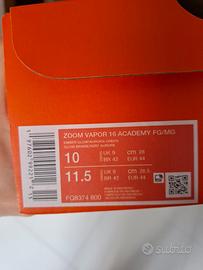 ZOOM VAPOR 16 ACADEMY FG/MG
10
UK 9
BR 42
cm 28
EUR 44
11.5
UK 9
BR 42
cm 28.5
EUR 44
FQ8374 800
subito